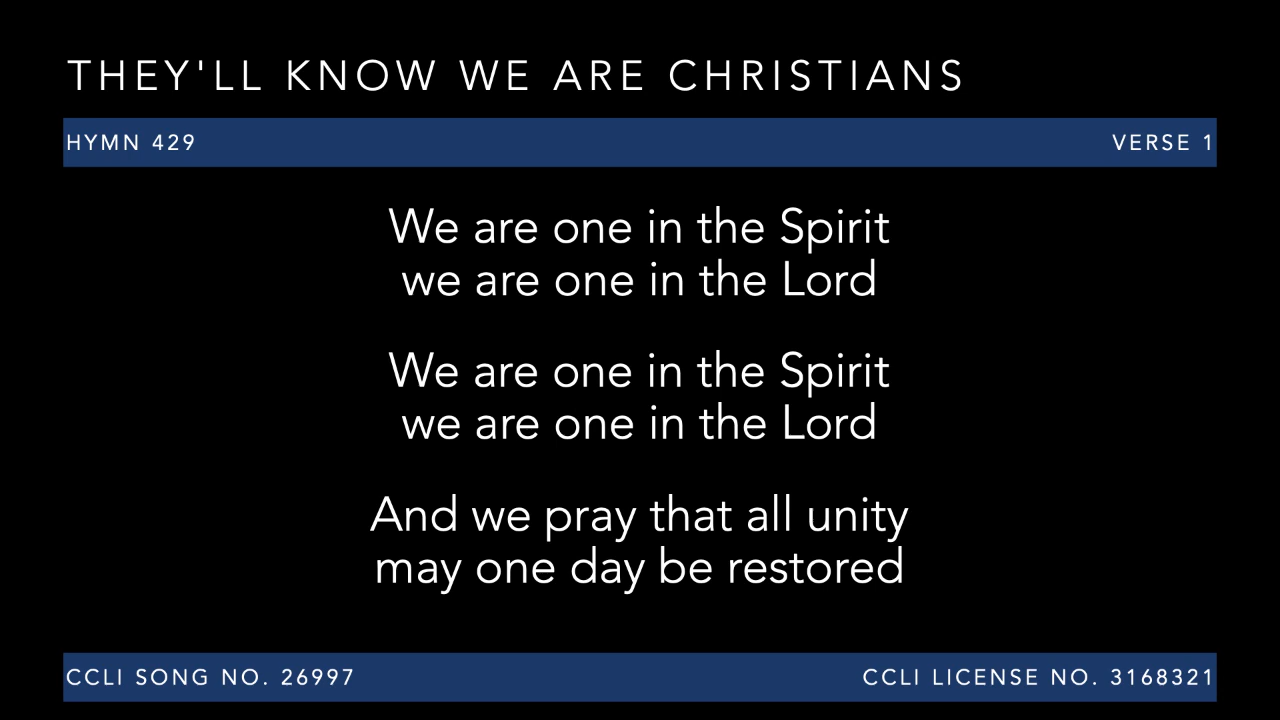 THEY'LL KNOW WE ARE CHRISTIANS
HYMN 429
VERSE 1
We are one in the Spirit
we are one in the Lord
We are one in the Spirit
we are one in the Lord
And we pray that all unity
may one day be restored
CCLI SONG NO. 26997
CCLI LICENSE NO. 3168321